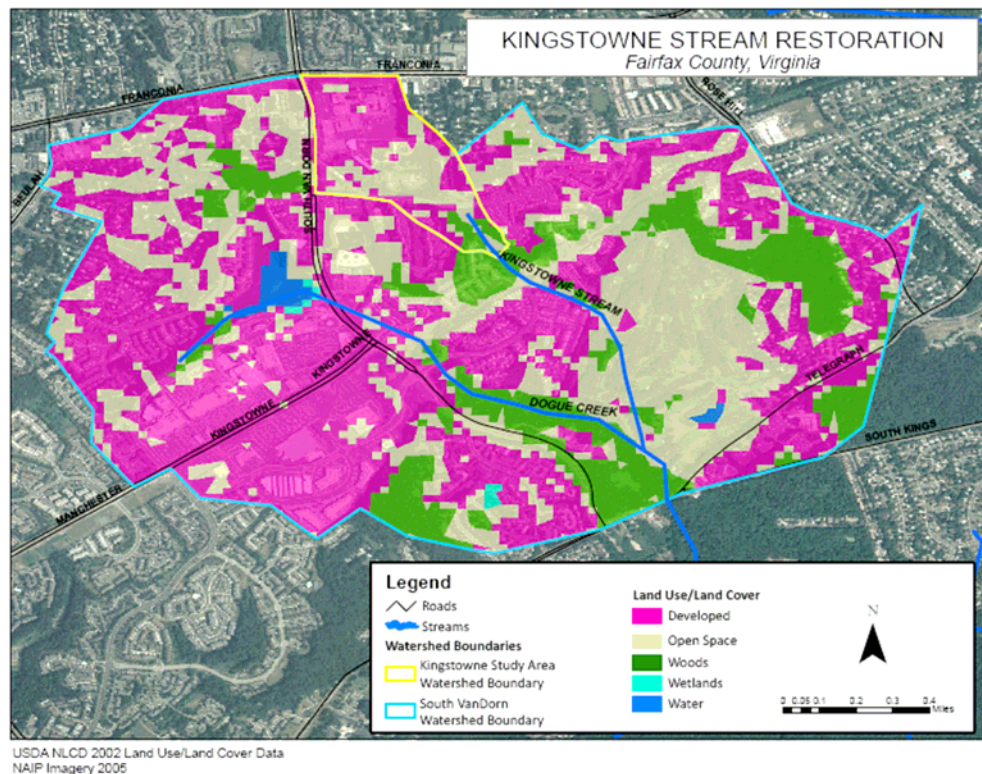 KINGSTOWNE STREAM RESTORATION
Fairfax County, Virginia
FRANCONIA
FRANCONIA
ROSE HILL
BEULAH
SOUTH VAN DORN
KINGSTOWNE STREAM
KINGSTOWNE
KINGSTOWNE
DOGUE CREEK
TELEGRAPH
SOUTH KINGS
MANCHESTER
Legend
Roads
Streams
Watershed Boundaries
Kingstowne Study Area
Watershed Boundary
South VanDorn
Watershed Boundary
Land Use/Land Cover
Developed
Open Space
Woods
Wetlands
Water
N
0 0.05 0.1 0.2 0.3 0.4
Miles
USDA NLCD 2002 Land Use/Land Cover Data
NAIP Imagery 2005